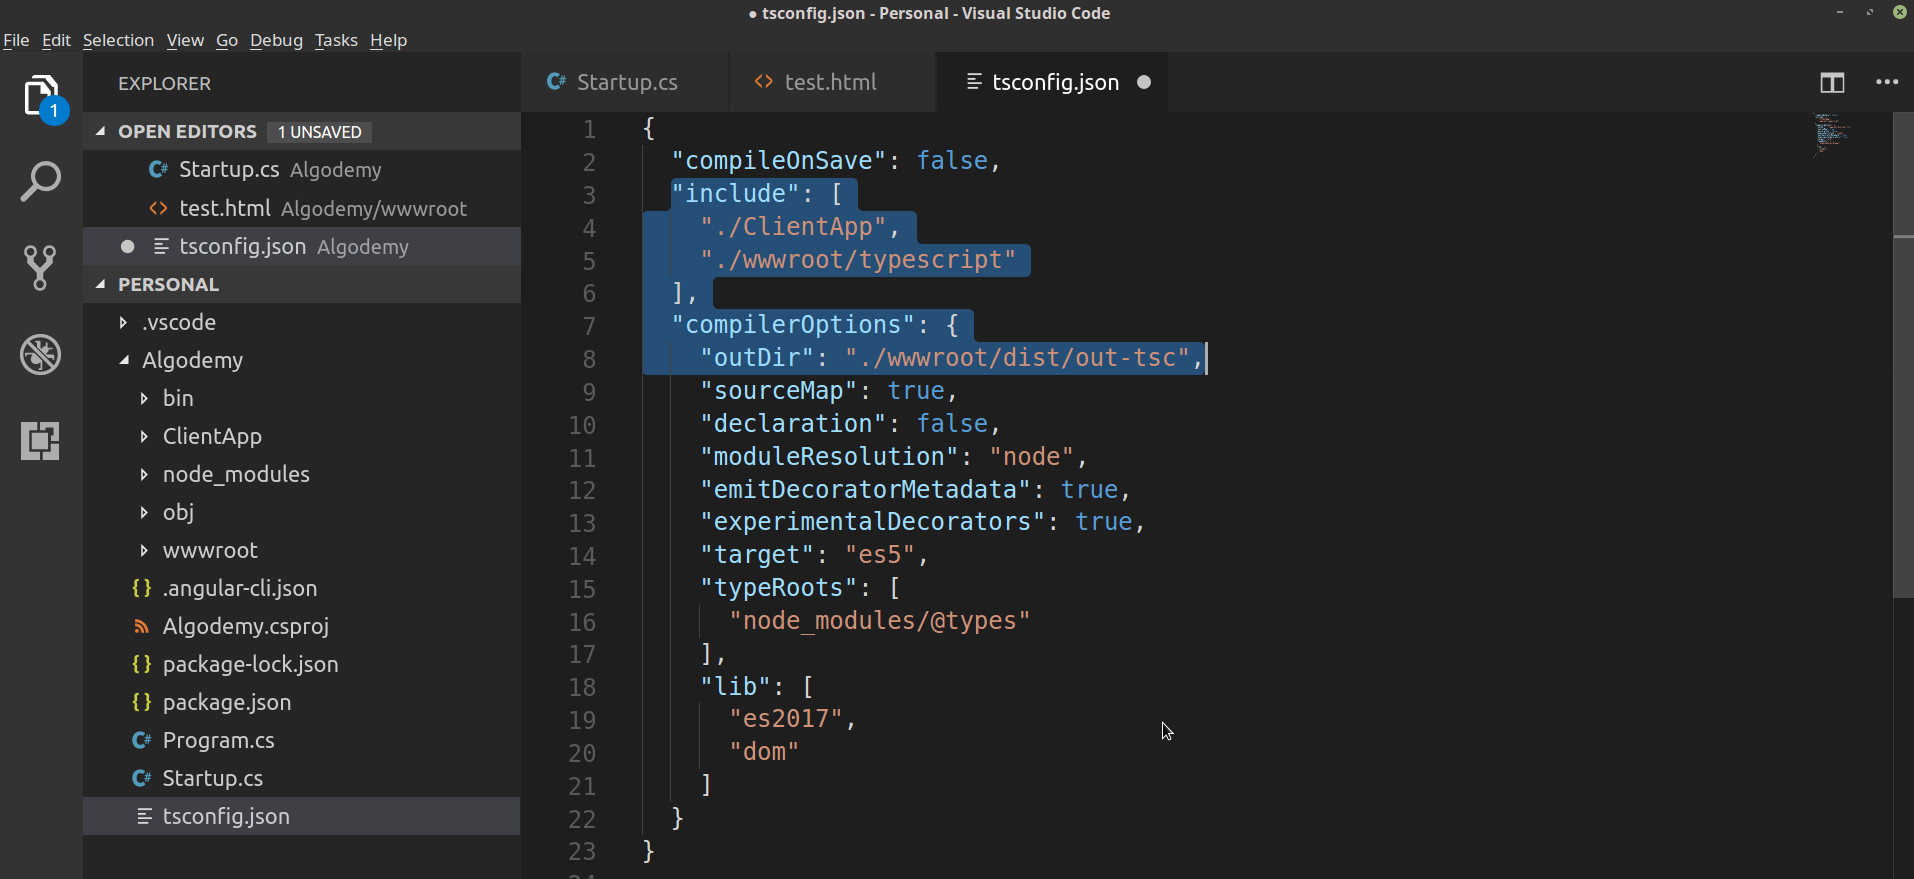 ● tsconfig.json - Personal - Visual Studio Code
File Edit Selection View Go Debug Tasks Help
1
EXPLORER
OPEN EDITORS 1 UNSAVED
C# Startup.cs Algodemy
<> test.html Algodemy/wwwroot
tsconfig.json Algodemy
PERSONAL
.vscode
Algodemy
bin
ClientApp
node_modules
obj
wwwroot
{} .angular-cli.json
Algodemy.csproj
{} package-lock.json
{} package.json
C# Program.cs
C# Startup.cs
tsconfig.json
C# Startup.cs <> test.html tsconfig.json
1 {
2 "compileOnSave": false,
3 "include": [
4 "./ClientApp",
5 "./wwwroot/typescript"
6 ],
7 "compilerOptions": {
8 "outDir": "./wwwroot/dist/out-tsc",
9 "sourceMap": true,
10 "declaration": false,
11 "moduleResolution": "node",
12 "emitDecoratorMetadata": true,
13 "experimentalDecorators": true,
14 "target": "es5",
15 "typeRoots": [
16 "node_modules/@types"
17 ],
18 "lib": [
19 "es2017",
20 "dom"
21 ]
22 }
23 }